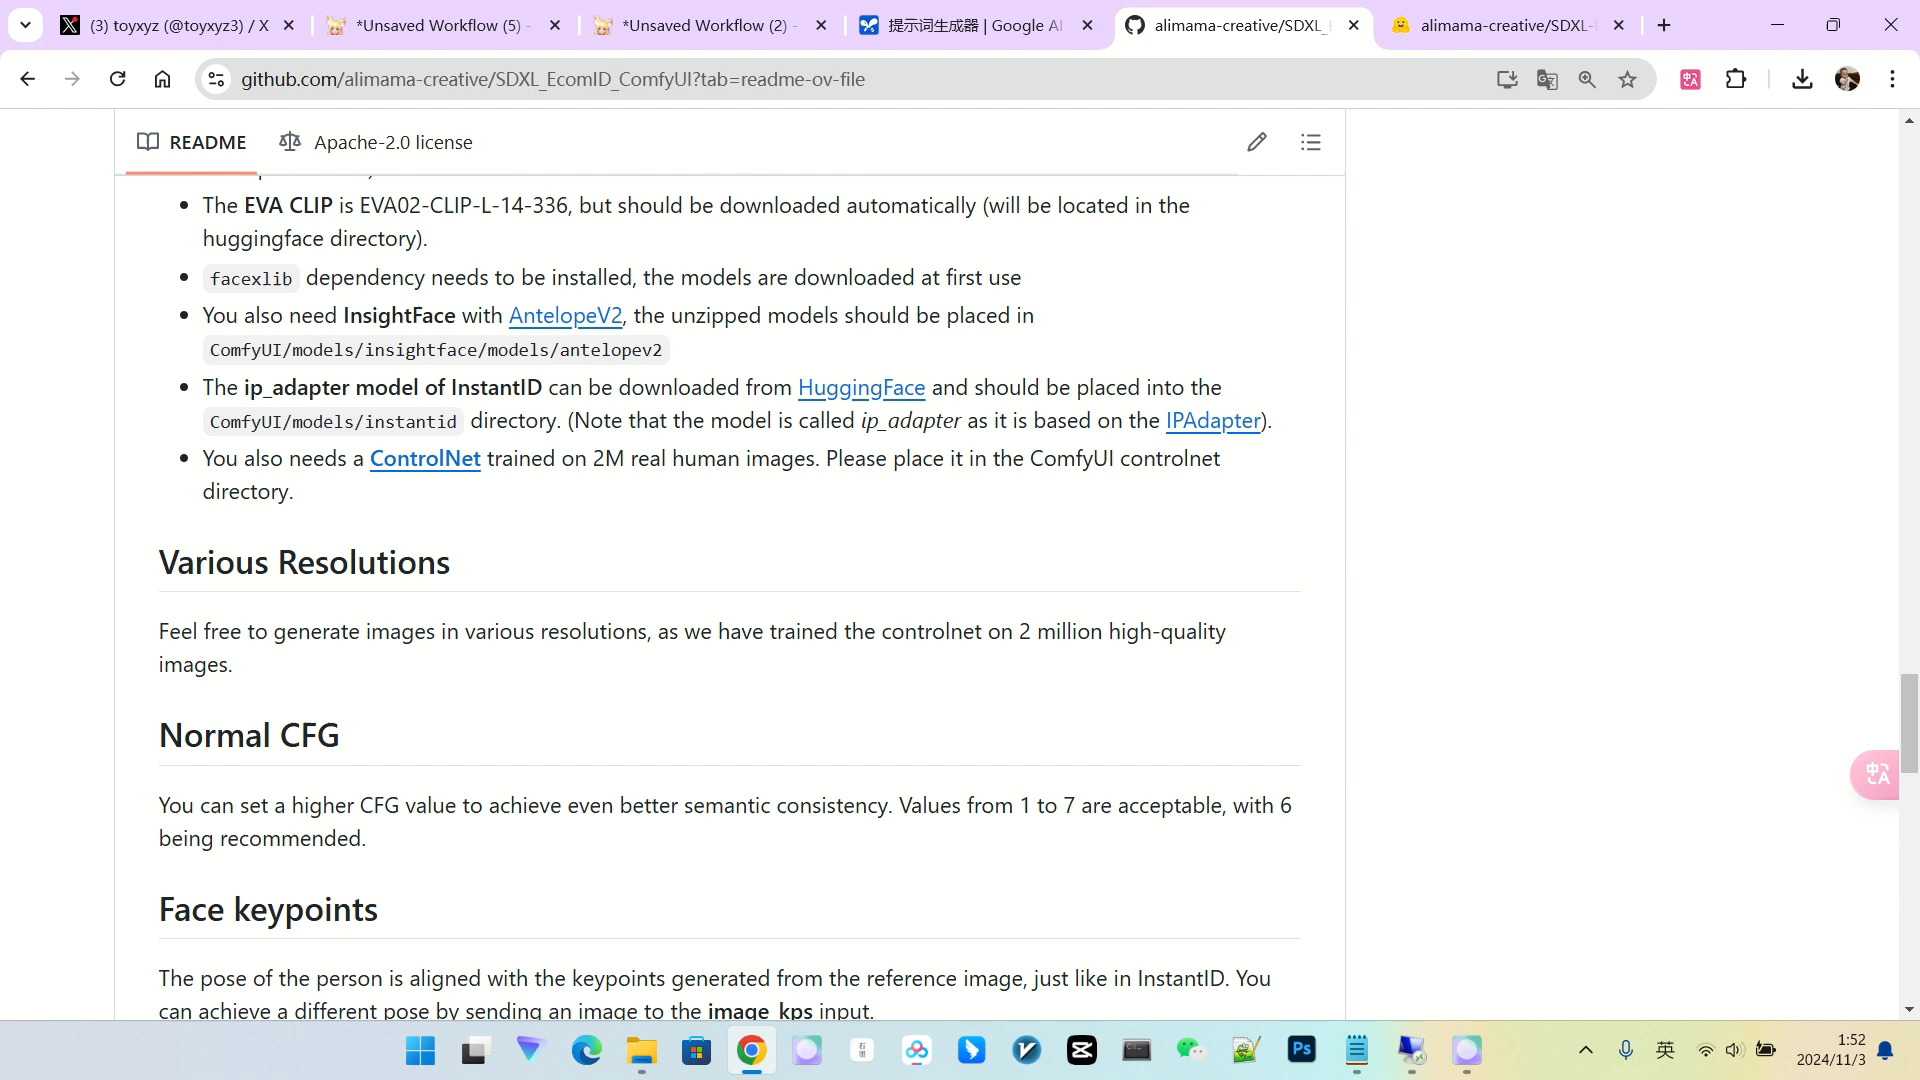 (3) toyxyz (@toyxyz3) / X
*Unsaved Workflow (5) -
*Unsaved Workflow (2) -
提示词生成器 | Google AI
alimama-creative/SDXL_E
alimama-creative/SDXL-
github.com/alimama-creative/SDXL_EcomID_ComfyUI?tab=readme-ov-file
README
Apache-2.0 license
The EVA CLIP is EVA02-CLIP-L-14-336, but should be downloaded automatically (will be located in the
huggingface directory).
facexlib dependency needs to be installed, the models are downloaded at first use
You also need InsightFace with AntelopeV2, the unzipped models should be placed in
ComfyUI/models/insightface/models/antelopev2
The ip_adapter model of InstantID can be downloaded from HuggingFace and should be placed into the
ComfyUI/models/instantid directory. (Note that the model is called ip_adapter as it is based on the IPAdapter).
You also needs a ControlNet trained on 2M real human images. Please place it in the ComfyUI controlnet
directory.
Various Resolutions
Feel free to generate images in various resolutions, as we have trained the controlnet on 2 million high-quality
images.
Normal CFG
You can set a higher CFG value to achieve even better semantic consistency. Values from 1 to 7 are acceptable, with 6
being recommended.
Face keypoints
The pose of the person is aligned with the keypoints generated from the reference image, just like in InstantID. You
can achieve a different pose by sending an image to the image_kps input.
石墨
Ps
英
1:52
2024/11/3